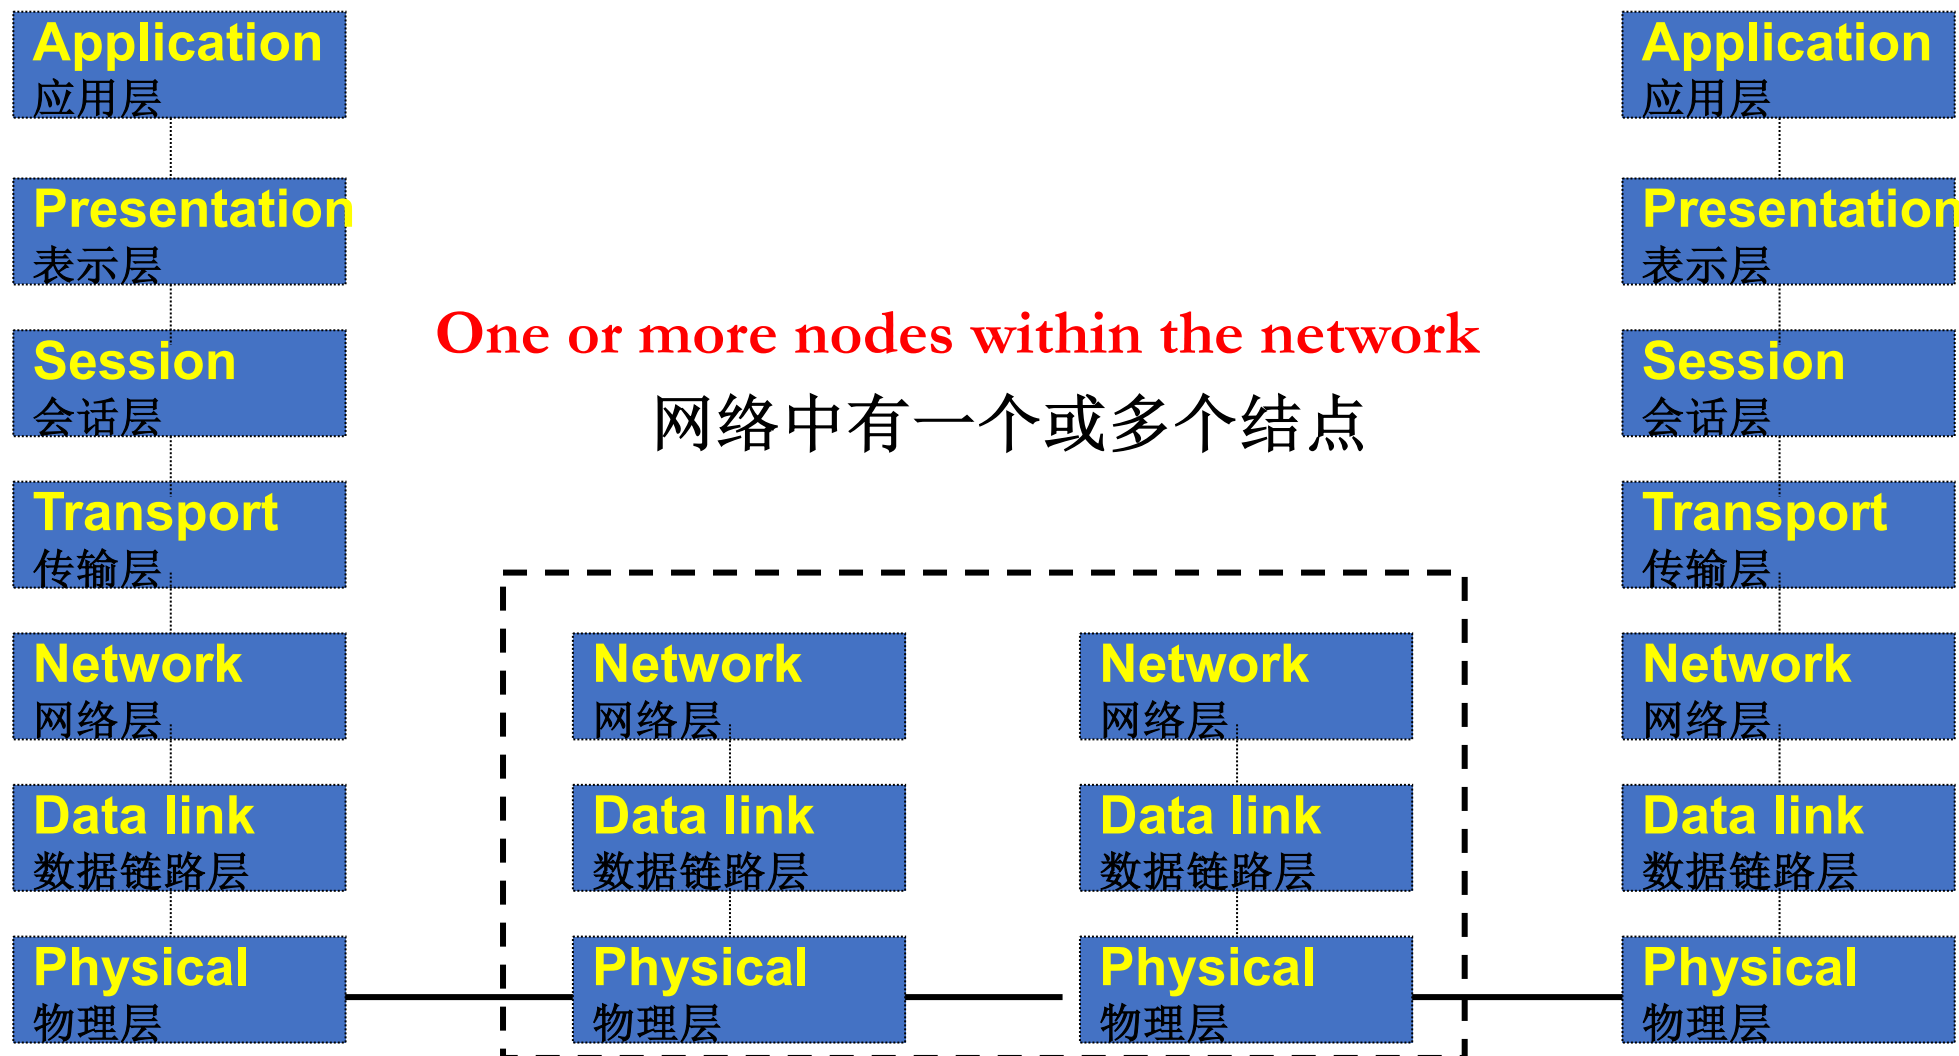 Application
应用层
Application
应用层
Presentation
表示层
Presentation
表示层
One or more nodes within the network
网络中有一个或多个结点
Session
会话层
Session
会话层
Transport
传输层
Transport
传输层
Network
网络层
Network
网络层
Network
网络层
Network
网络层
Data link
数据链路层
Data link
数据链路层
Data link
数据链路层
Data link
数据链路层
Physical
物理层
Physical
物理层
Physical
物理层
Physical
物理层